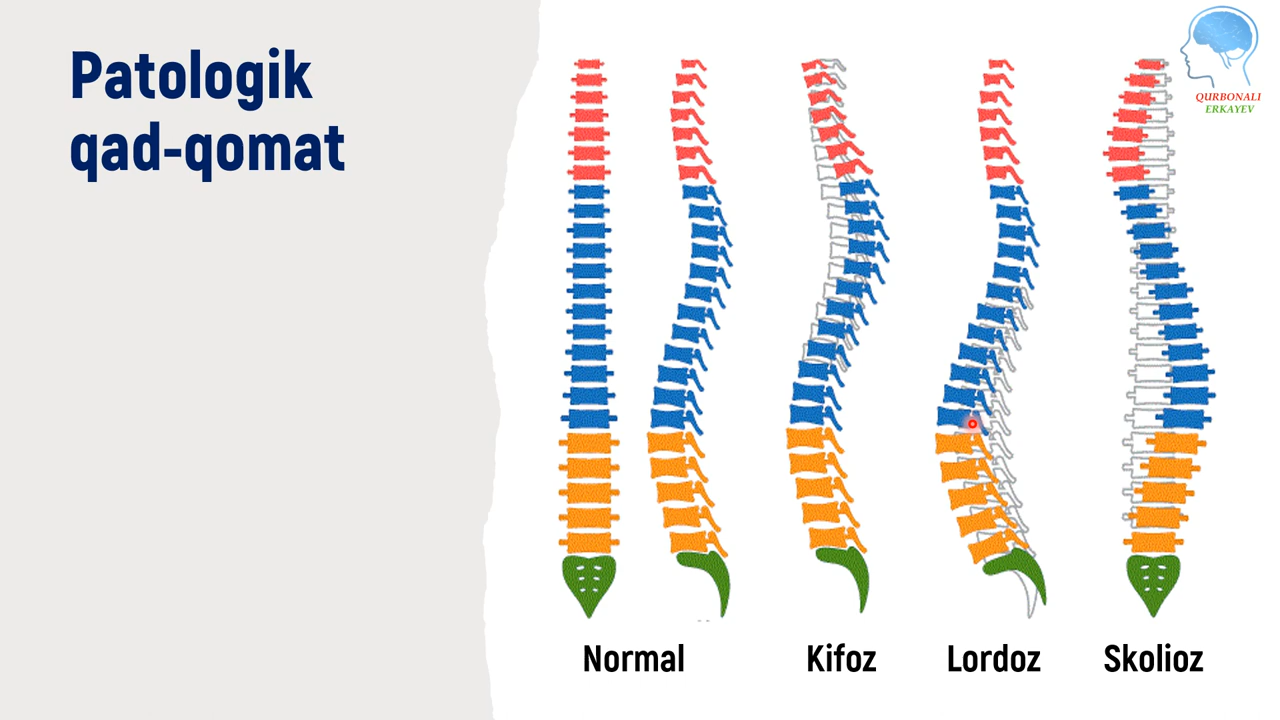 Patologik
qad-qomat
QURBONALI
ERKAYEV
Normal
Kifoz
Lordoz
Skolioz